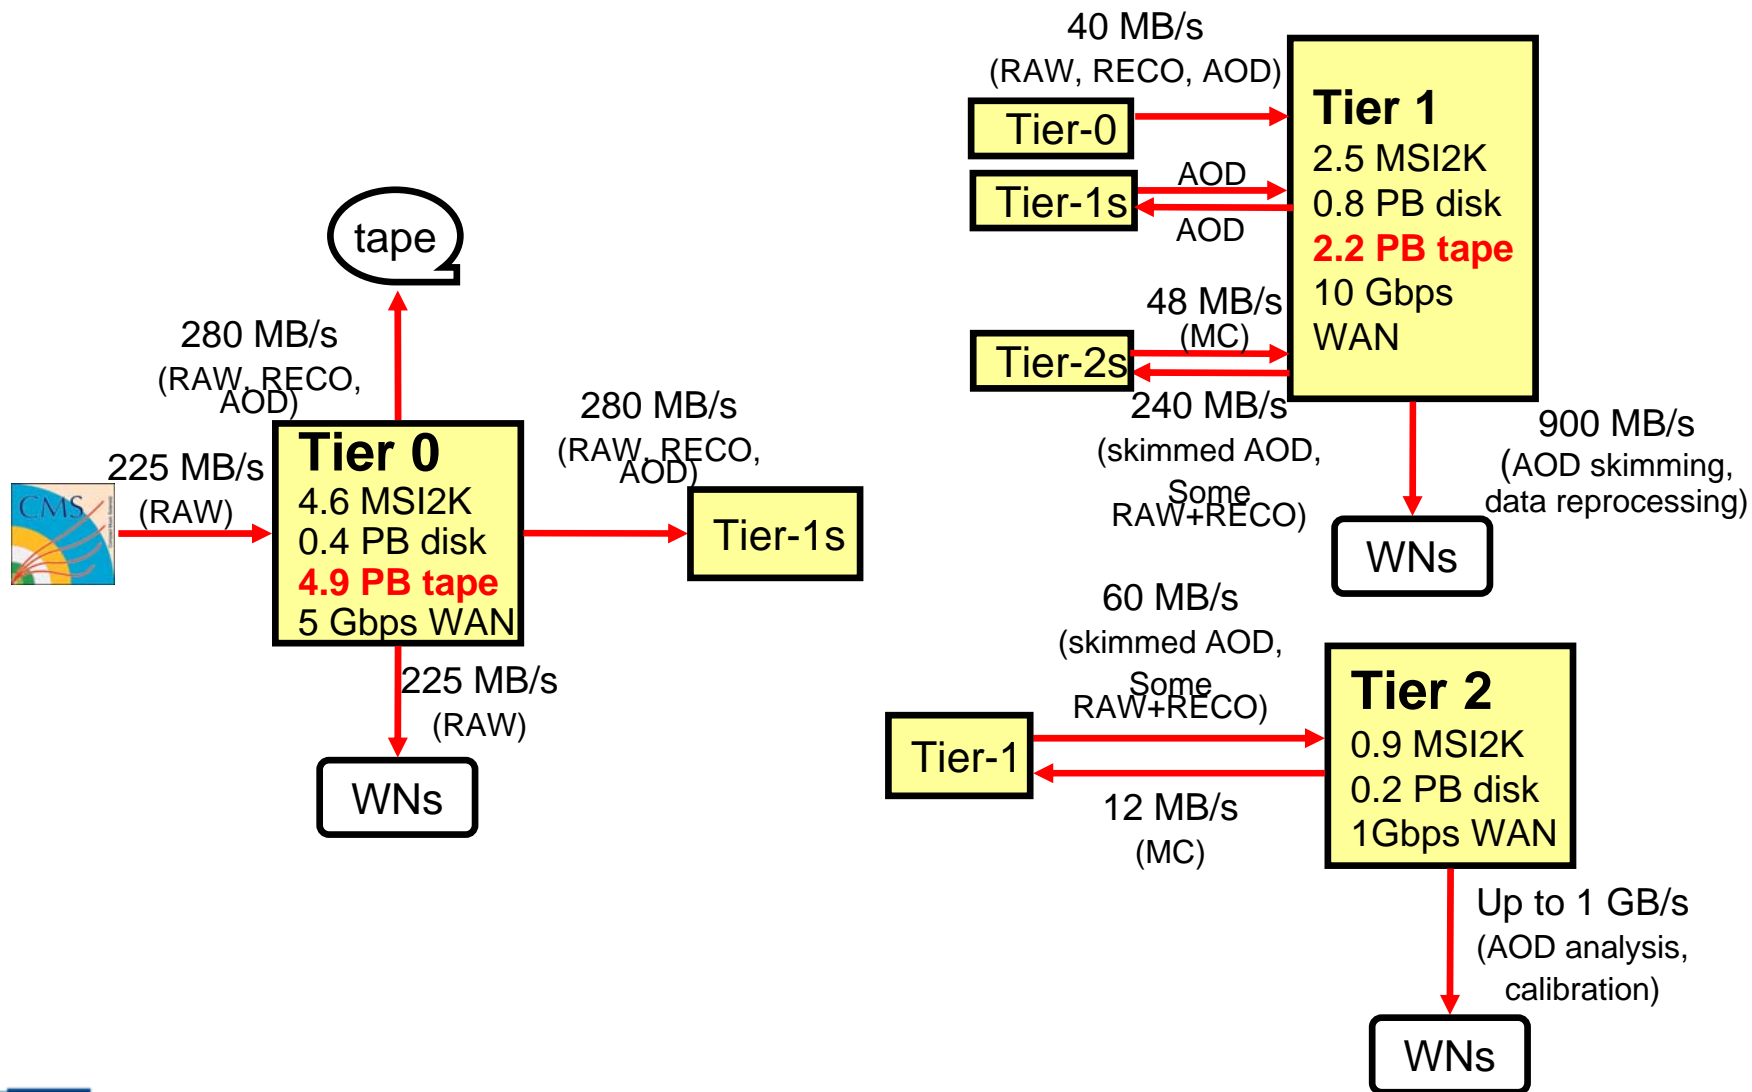 tape
280 MB/s
(RAW, RECO,
AOD)
225 MB/s
(RAW)
CMS
Tier 0
4.6 MSI2K
0.4 PB disk
4.9 PB tape
5 Gbps WAN
280 MB/s
(RAW, RECO,
AOD)
Tier-1s
225 MB/s
(RAW)
WNs
40 MB/s
(RAW, RECO, AOD)
Tier-0
Tier-1s
AOD
AOD
48 MB/s
(MC)
Tier-2s
240 MB/s
(skimmed AOD,
Some
RAW+RECO)
Tier 1
2.5 MSI2K
0.8 PB disk
2.2 PB tape
10 Gbps
WAN
900 MB/s
(AOD skimming,
data reprocessing)
WNs
60 MB/s
(skimmed AOD,
Some
RAW+RECO)
Tier-1
12 MB/s
(MC)
Tier 2
0.9 MSI2K
0.2 PB disk
1Gbps WAN
Up to 1 GB/s
(AOD analysis,
calibration)
WNs